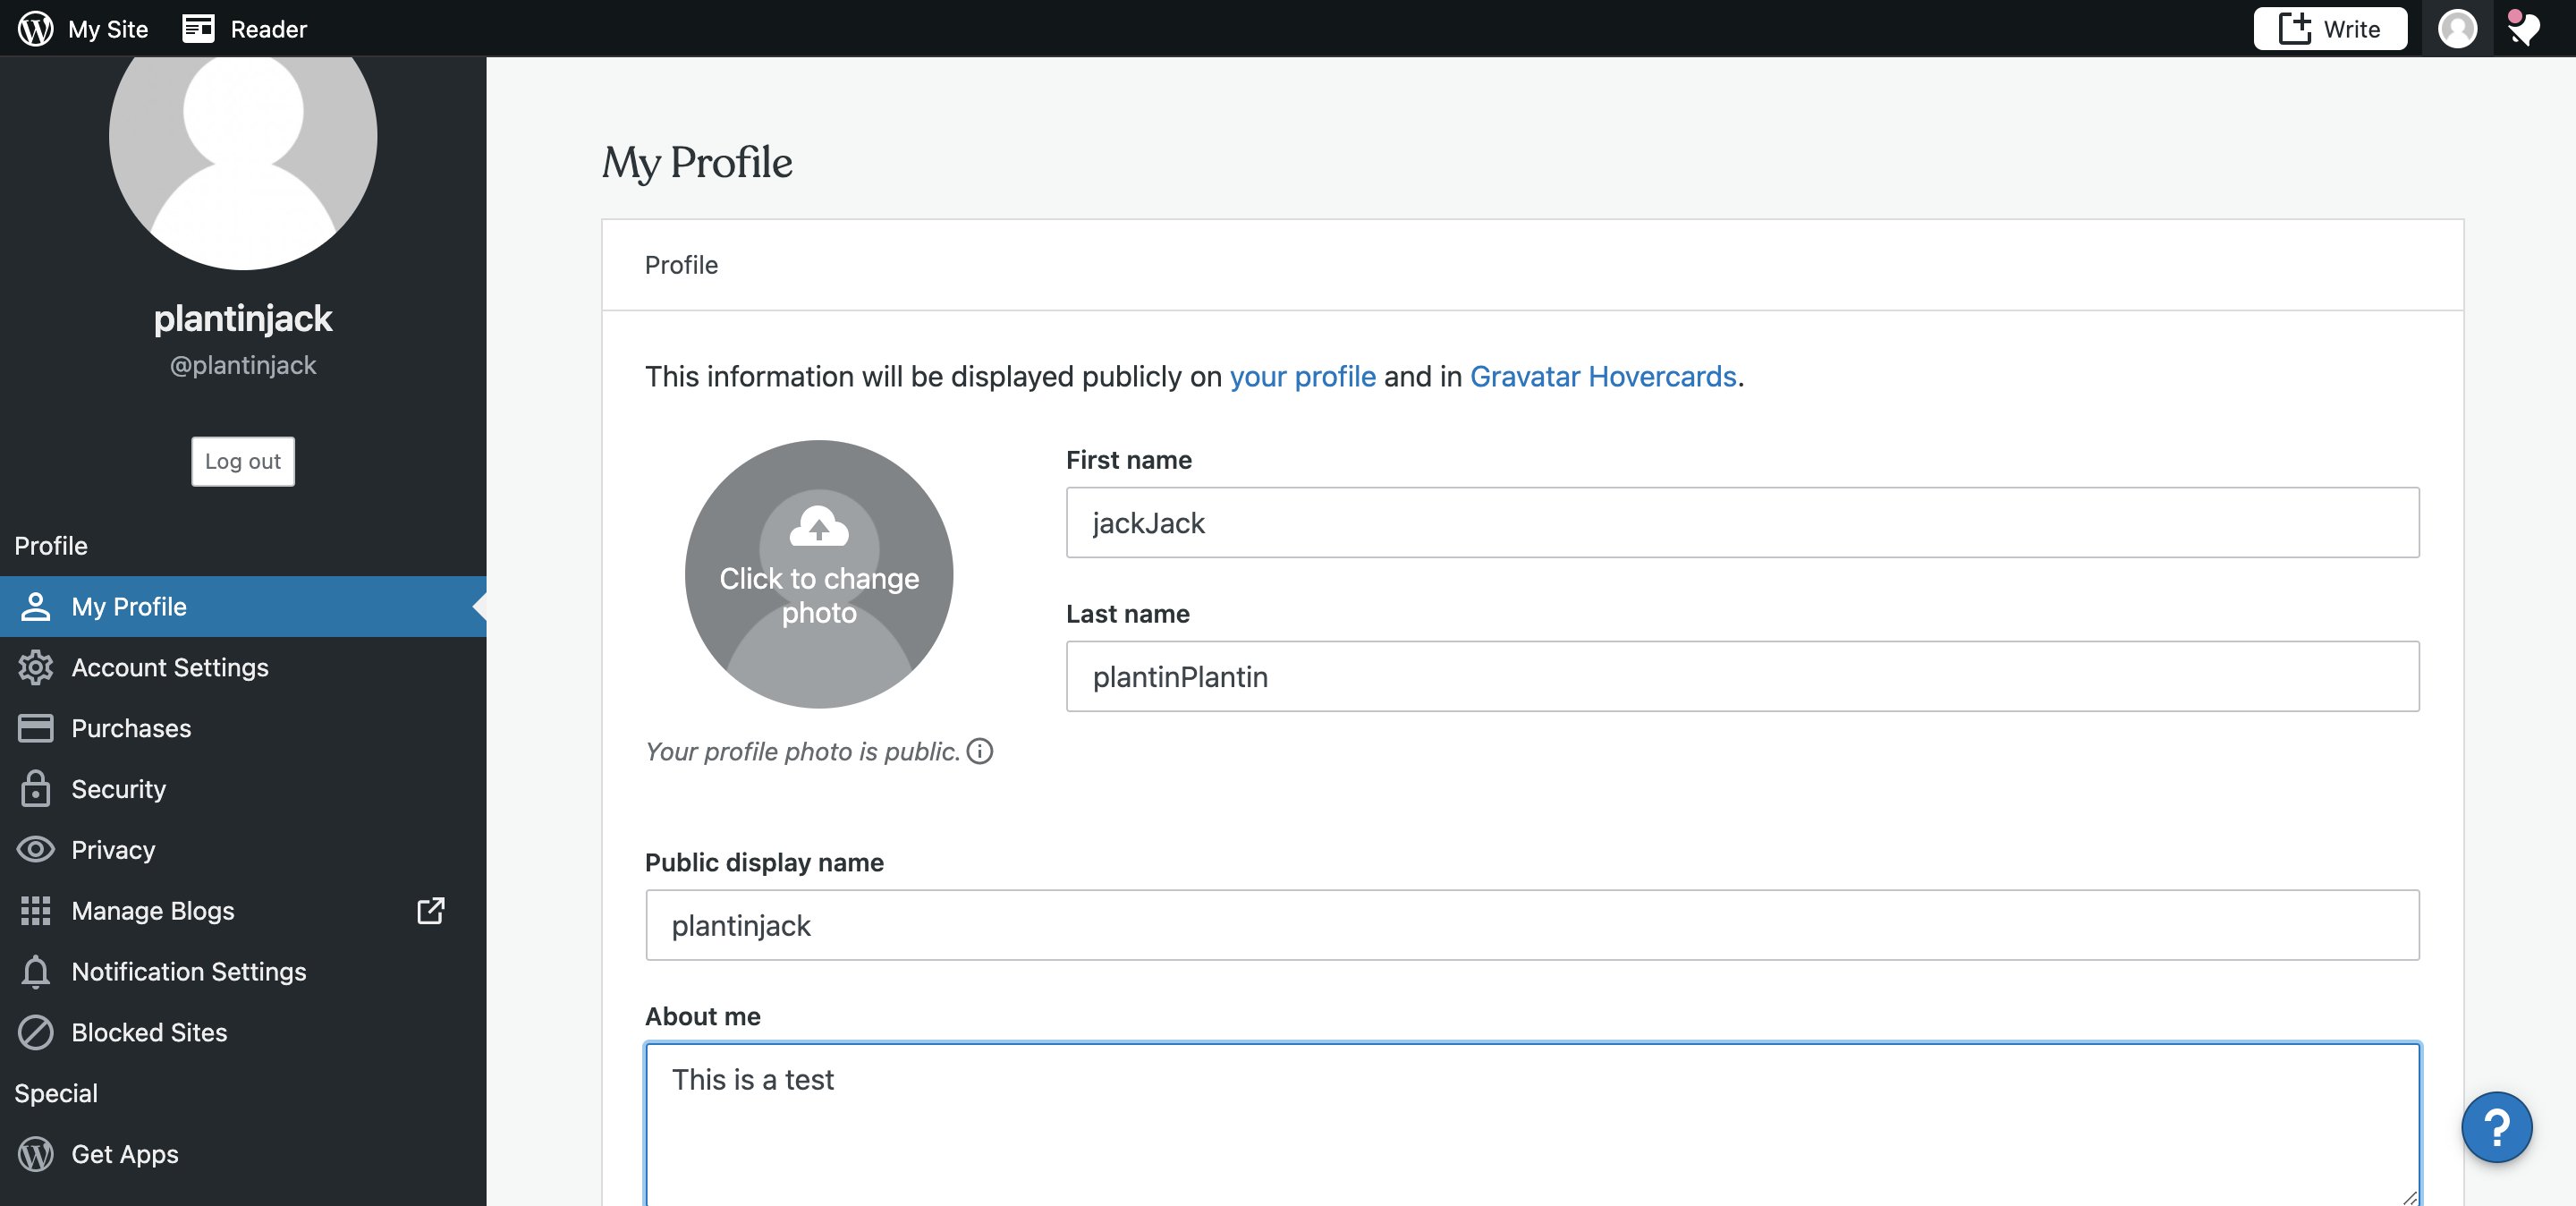 My Site
Reader
Write
plantinjack
@plantinjack
Log out
Profile
My Profile
Account Settings
Purchases
Security
Privacy
Manage Blogs
Notification Settings
Blocked Sites
Special
Get Apps
My Profile
Profile
This information will be displayed publicly on your profile and in Gravatar Hovercards.
Click to change
photo
Your profile photo is public.
First name
jackJack
Last name
plantinPlantin
Public display name
plantinjack
About me
This is a test
?